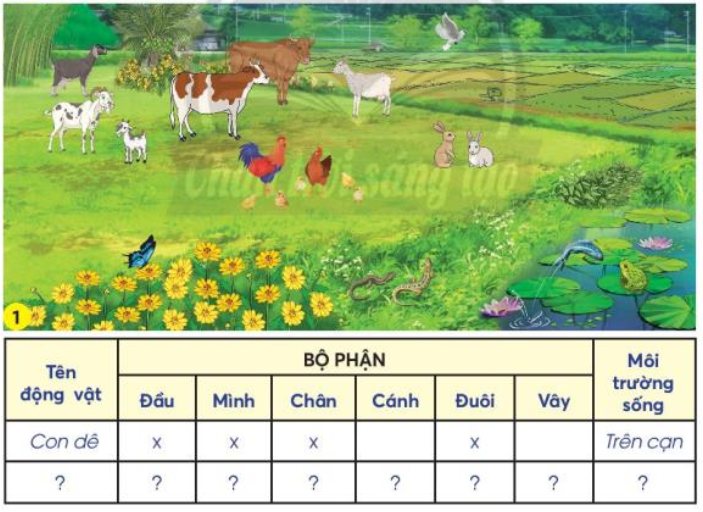 Chân trời sáng tạo
1
Tên động vật BỘ PHẬN Môi trường sống
Đầu Mình Chân Cánh Đuôi Vây
Con dê x x x x Trên cạn
? ? ? ? ? ? ? ?